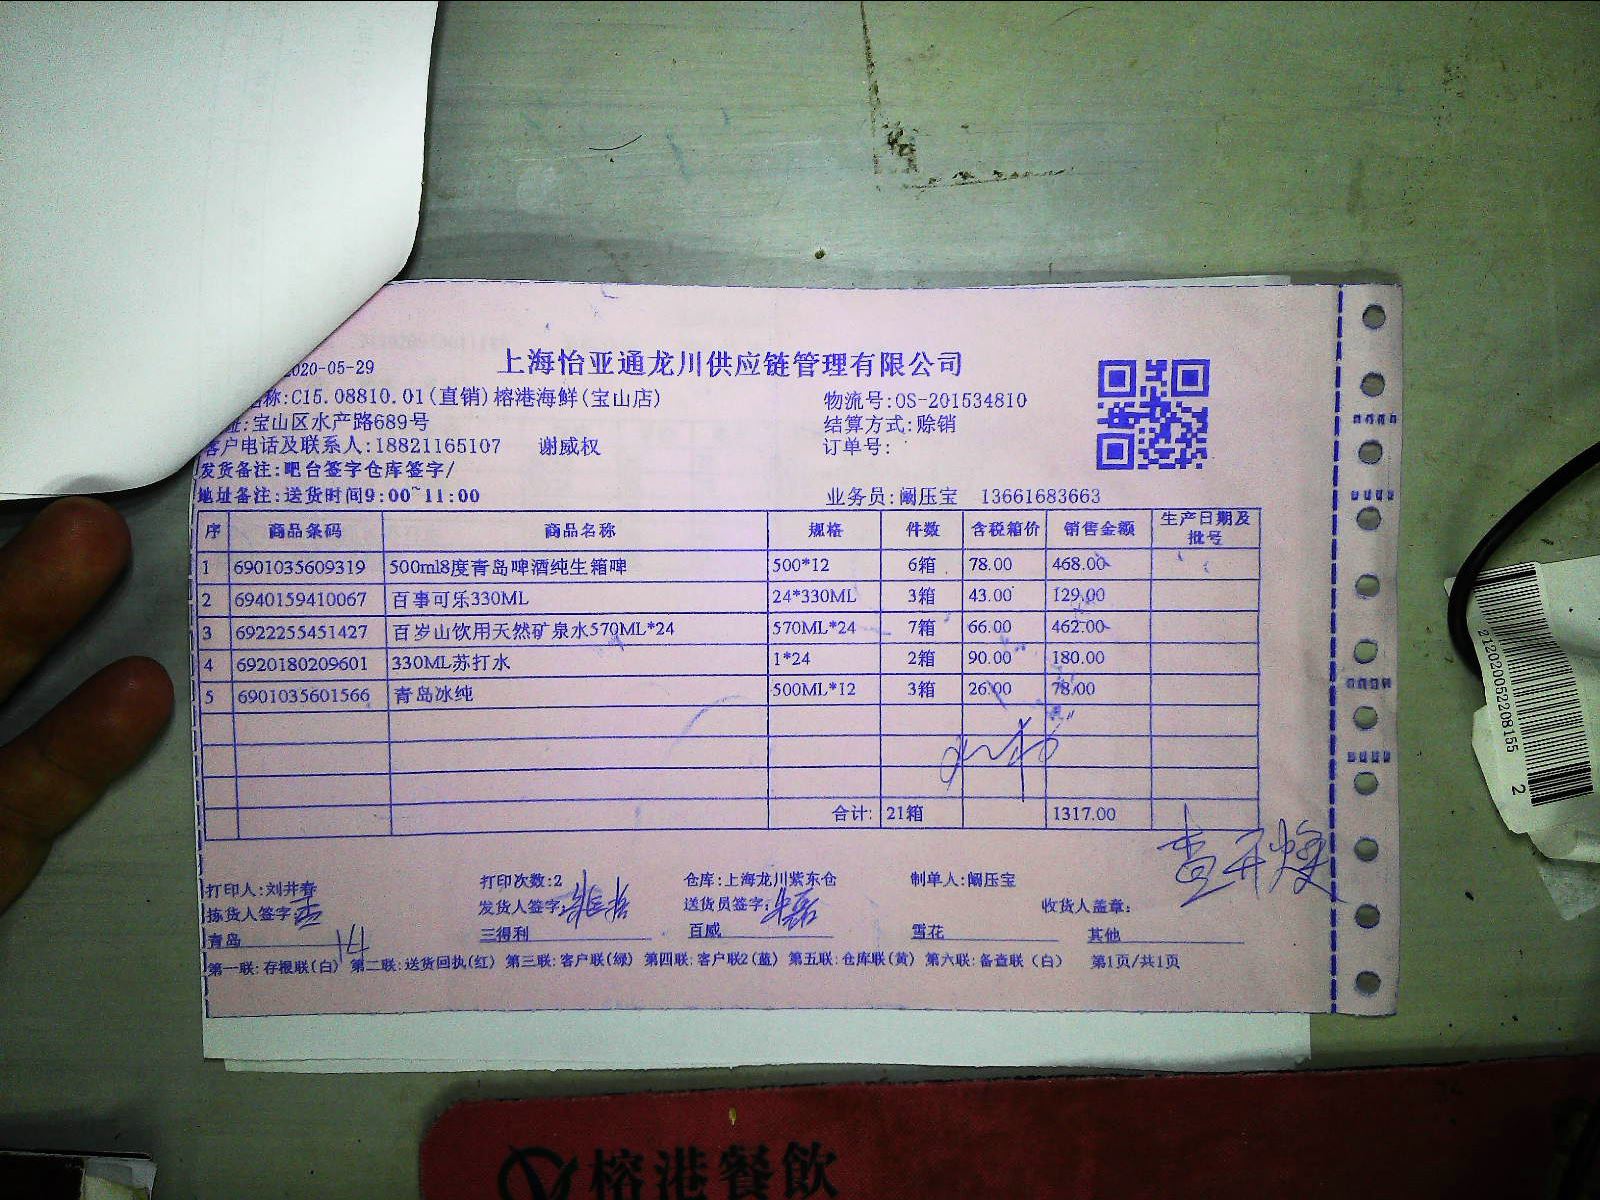 2020-05-29 上海怡亚通龙川供应链管理有限公司
称:C15.08810.01(直销)榕港海鲜(宝山店) 物流号:OS-201534810
址:宝山区水产路689号 结算方式:赊销
客户电话及联系人:18821165107 谢威权 订单号:
发货备注:吧台签字仓库签字/
地址备注:送货时间9:00~11:00 业务员:阚压宝 13661683663
序 商品条码 商品名称 规格 件数 含税箱价 销售金额 生产日期及批号
1 6901035609319 500ml8度青岛啤酒纯生箱啤 500*12 6箱 78.00 468.00
2 6940159410067 百事可乐330ML 24*330ML 3箱 43.00 129.00
3 6922255451427 百岁山饮用天然矿泉水570ML*24 570ML*24 7箱 66.00 462.00
4 6920180209601 330ML苏打水 1*24 2箱 90.00 180.00
5 6901035601566 青岛冰纯 500ML*12 3箱 26.00 78.00
合计: 21箱 1317.00
打印人:刘井春 打印次数:2 仓库:上海龙川紫东仓 制单人:阚压宝
拣货人签字: 发货人签字: 送货员签字: 收货人盖章:
青岛 14 三得利 百威 雪花 其他
第一联:存根联(白) 第二联:送货回执(红) 第三联:客户联(绿) 第四联:客户联2(蓝) 第五联:仓库联(黄) 第六联:备查联(白) 第1页/共1页
2120200522081552
榕港餐飲